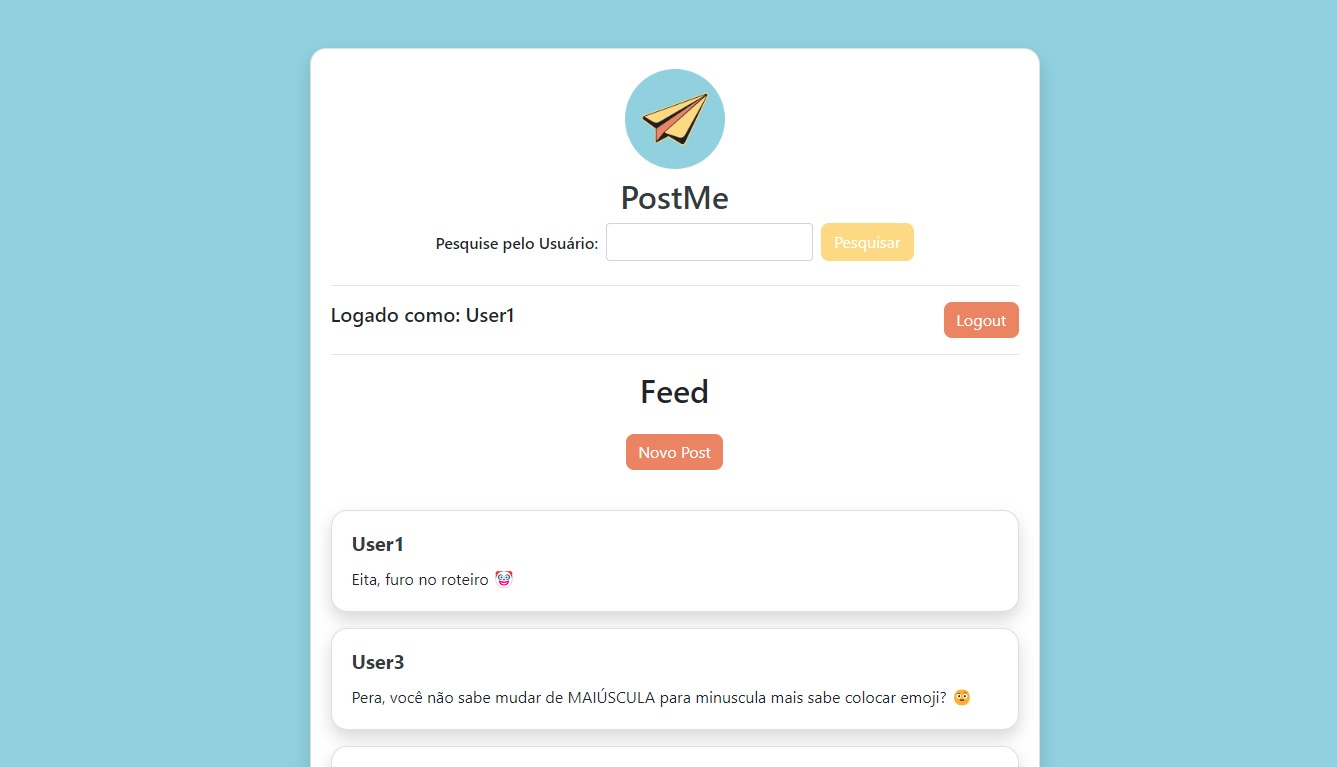 PostMe
Pesquise pelo Usuário:
Pesquisar
Logado como: User1
Logout
Feed
Novo Post
User1
Eita, furo no roteiro 🤡
User3
Pera, você não sabe mudar de MAIÚSCULA para minuscula mais sabe colocar emoji? 😳